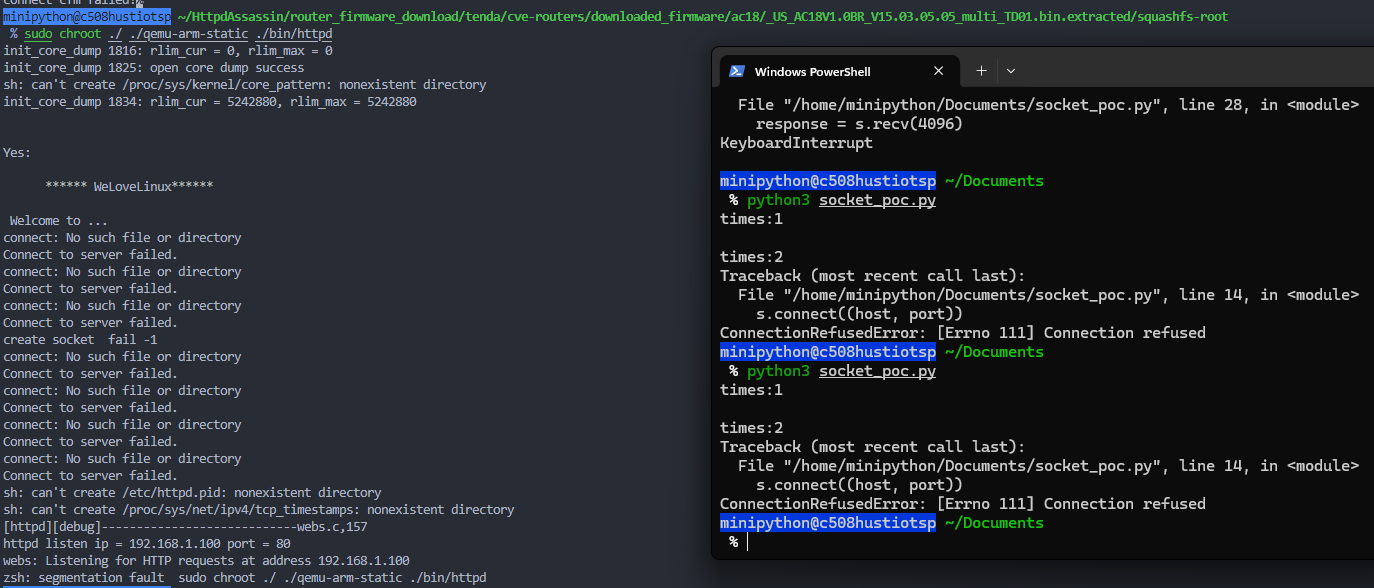 connect cfm failed!
minipython@c508hustiotsp ~/HttpdAssassin/router_firmware_download/tenda/cve-routers/downloaded_firmware/ac18/_US_AC18V1.0BR_V15.03.05.05_multi_TD01.bin.extracted/squashfs-root
% sudo chroot ./ ./qemu-arm-static ./bin/httpd
init_core_dump 1816: rlim_cur = 0, rlim_max = 0
init_core_dump 1825: open core dump success
sh: can't create /proc/sys/kernel/core_pattern: nonexistent directory
init_core_dump 1834: rlim_cur = 5242880, rlim_max = 5242880
Yes:
****** WeLoveLinux******
Welcome to ...
connect: No such file or directory
Connect to server failed.
connect: No such file or directory
Connect to server failed.
connect: No such file or directory
Connect to server failed.
create socket  fail -1
connect: No such file or directory
Connect to server failed.
connect: No such file or directory
Connect to server failed.
connect: No such file or directory
Connect to server failed.
connect: No such file or directory
Connect to server failed.
sh: can't create /etc/httpd.pid: nonexistent directory
sh: can't create /proc/sys/net/ipv4/tcp_timestamps: nonexistent directory
[httpd][debug]----------------------------webs.c,157
httpd listen ip = 192.168.1.100 port = 80
webs: Listening for HTTP requests at address 192.168.1.100
zsh: segmentation fault  sudo chroot ./ ./qemu-arm-static ./bin/httpd
Windows PowerShell
File "/home/minipython/Documents/socket_poc.py", line 28, in <module>
response = s.recv(4096)
KeyboardInterrupt
minipython@c508hustiotsp ~/Documents
% python3 socket_poc.py
times:1
times:2
Traceback (most recent call last):
File "/home/minipython/Documents/socket_poc.py", line 14, in <module>
s.connect((host, port))
ConnectionRefusedError: [Errno 111] Connection refused
minipython@c508hustiotsp ~/Documents
% python3 socket_poc.py
times:1
times:2
Traceback (most recent call last):
File "/home/minipython/Documents/socket_poc.py", line 14, in <module>
s.connect((host, port))
ConnectionRefusedError: [Errno 111] Connection refused
minipython@c508hustiotsp ~/Documents
%